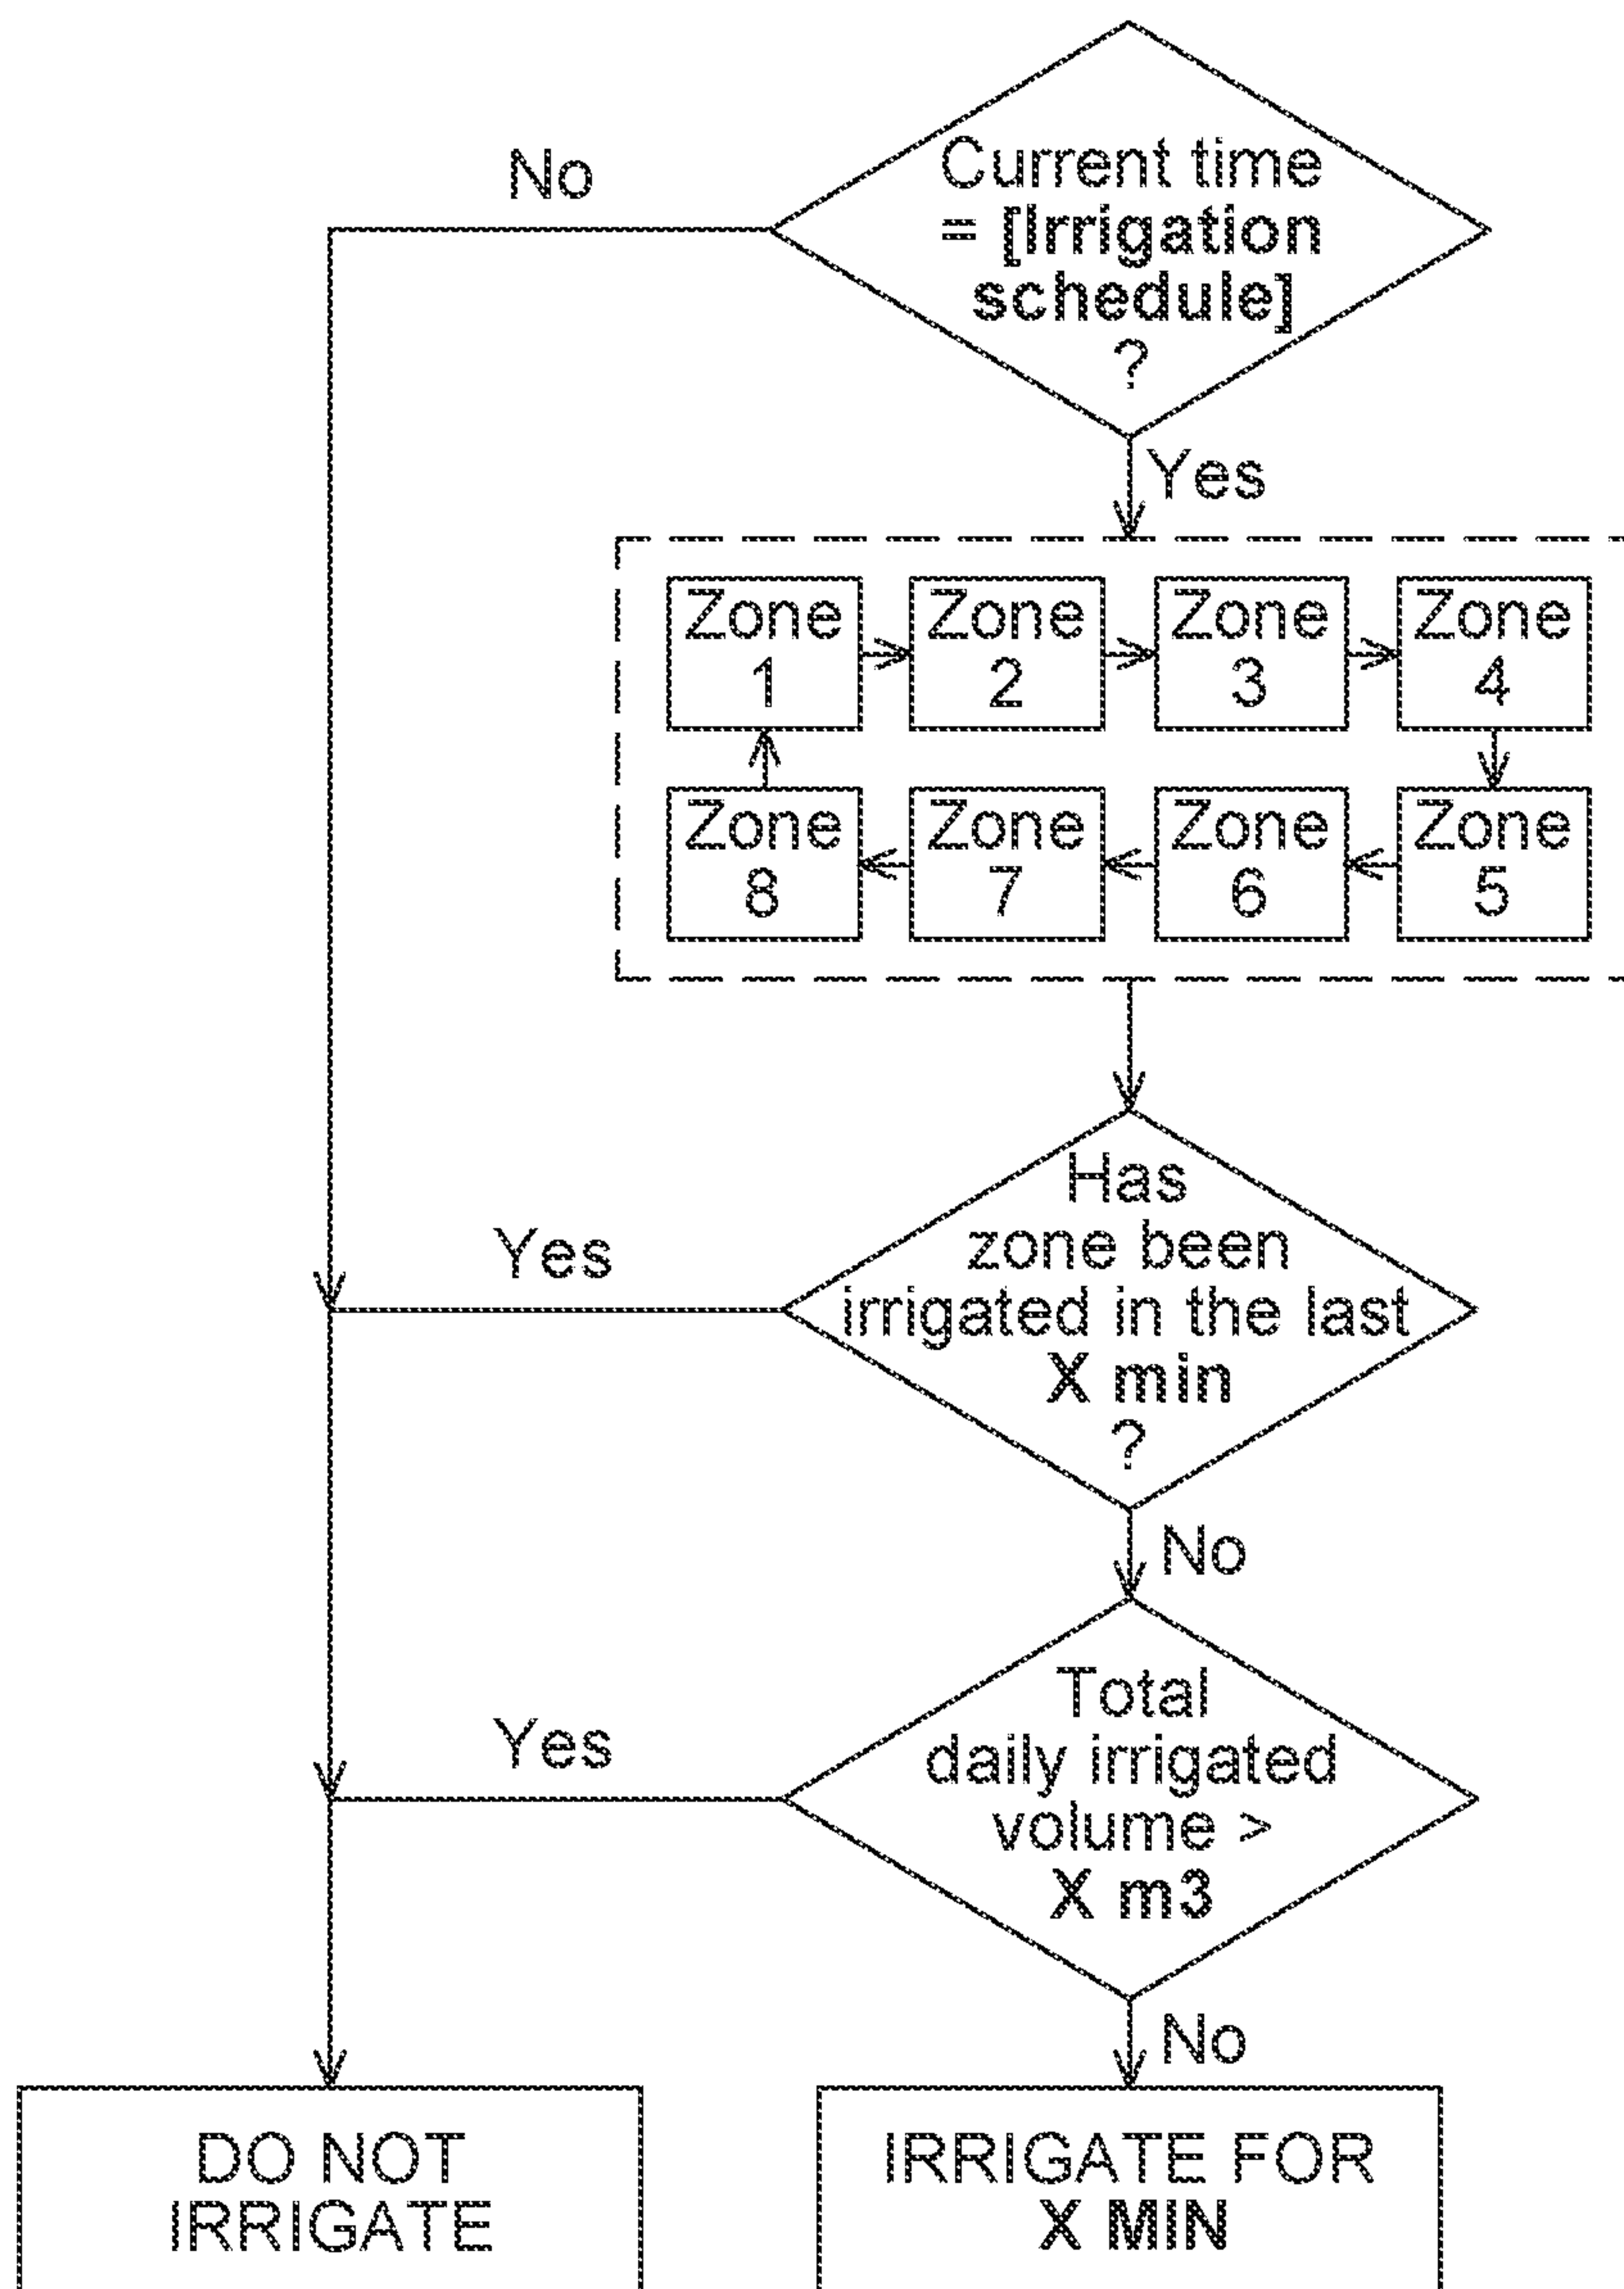 Current time
= [Irrigation
schedule]
?
No
Yes
Zone
1
Zone
2
Zone
3
Zone
4
Zone
8
Zone
7
Zone
6
Zone
5
Has
zone been
irrigated in the last
X min
?
Yes
No
Total
daily irrigated
volume >
X m3
Yes
No
DO NOT
IRRIGATE
IRRIGATE FOR
X MIN